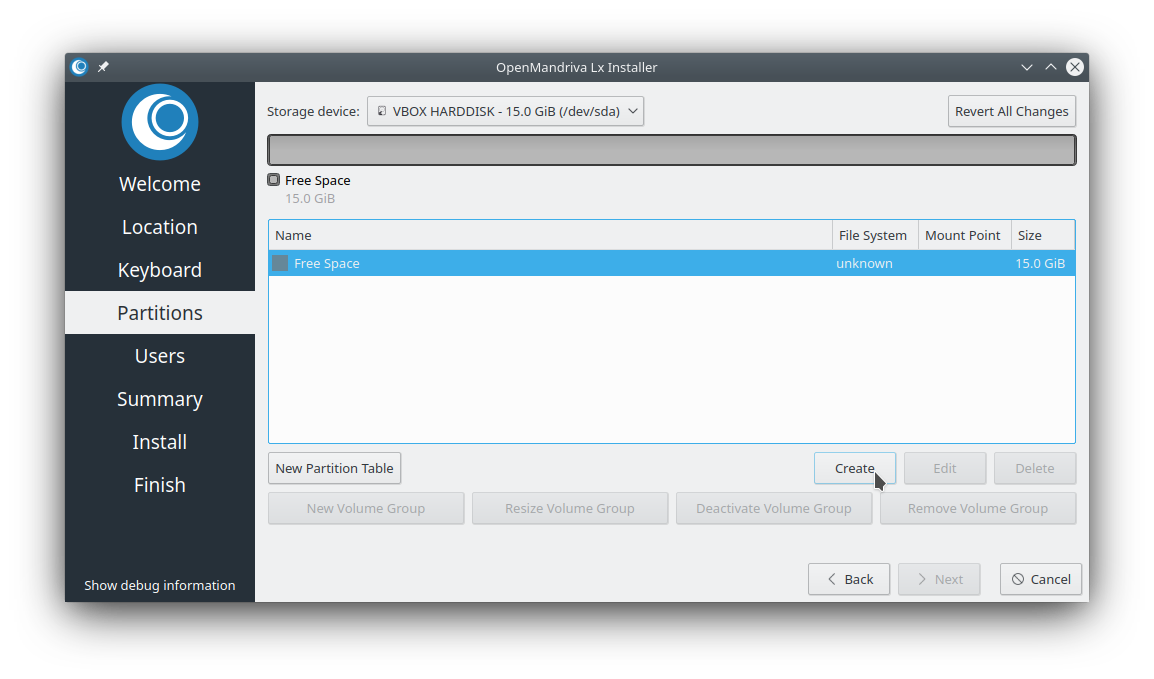 OpenMandriva Lx Installer
Welcome
Location
Keyboard
Partitions
Users
Summary
Install
Finish
Show debug information
Storage device: VBOX HARDDISK - 15.0 GiB (/dev/sda) Revert All Changes
Free Space
15.0 GiB
Name File System Mount Point Size
Free Space unknown 15.0 GiB
New Partition Table Create Edit Delete
New Volume Group Resize Volume Group Deactivate Volume Group Remove Volume Group
Back Next Cancel